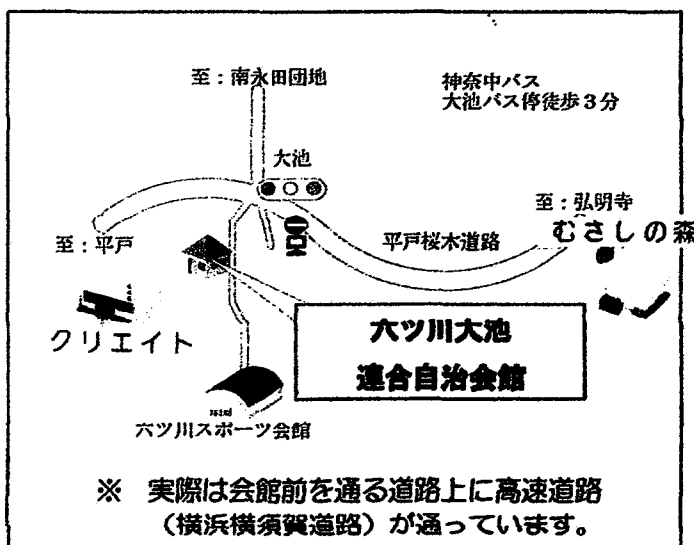 至：南永田団地
神奈中バス
大池バス停徒歩３分
大池
至：弘明寺
むさしの森
至：平戸
平戸桜木道路
クリエイト
六ツ川大池
連合自治会館
六ツ川スポーツ会館
※　実際は会館前を通る道路上に高速道路
（横浜横須賀道路）が通っています。